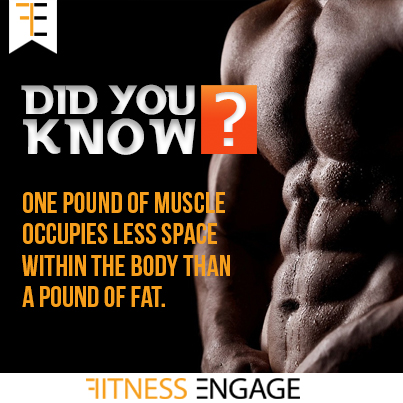 FE
DID YOU
KNOW?
ONE POUND OF MUSCLE
OCCUPIES LESS SPACE
WITHIN THE BODY THAN
A POUND OF FAT.
FITNESS ENGAGE